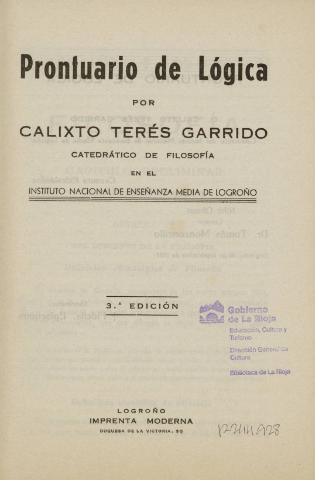 Prontuario de Lógica
POR
CALIXTO TERÉS GARRIDO
CATEDRÁTICO DE FILOSOFÍA
EN EL
INSTITUTO NACIONAL DE ENSEÑANZA MEDIA DE LOGROÑO
3.ª EDICIÓN
Gobierno
de La Rioja
Educación, Cultura y
Turismo
Dirección General de
Cultura
Biblioteca de La Rioja
LOGROÑO
IMPRENTA MODERNA
DUQUESA DE LA VICTORIA